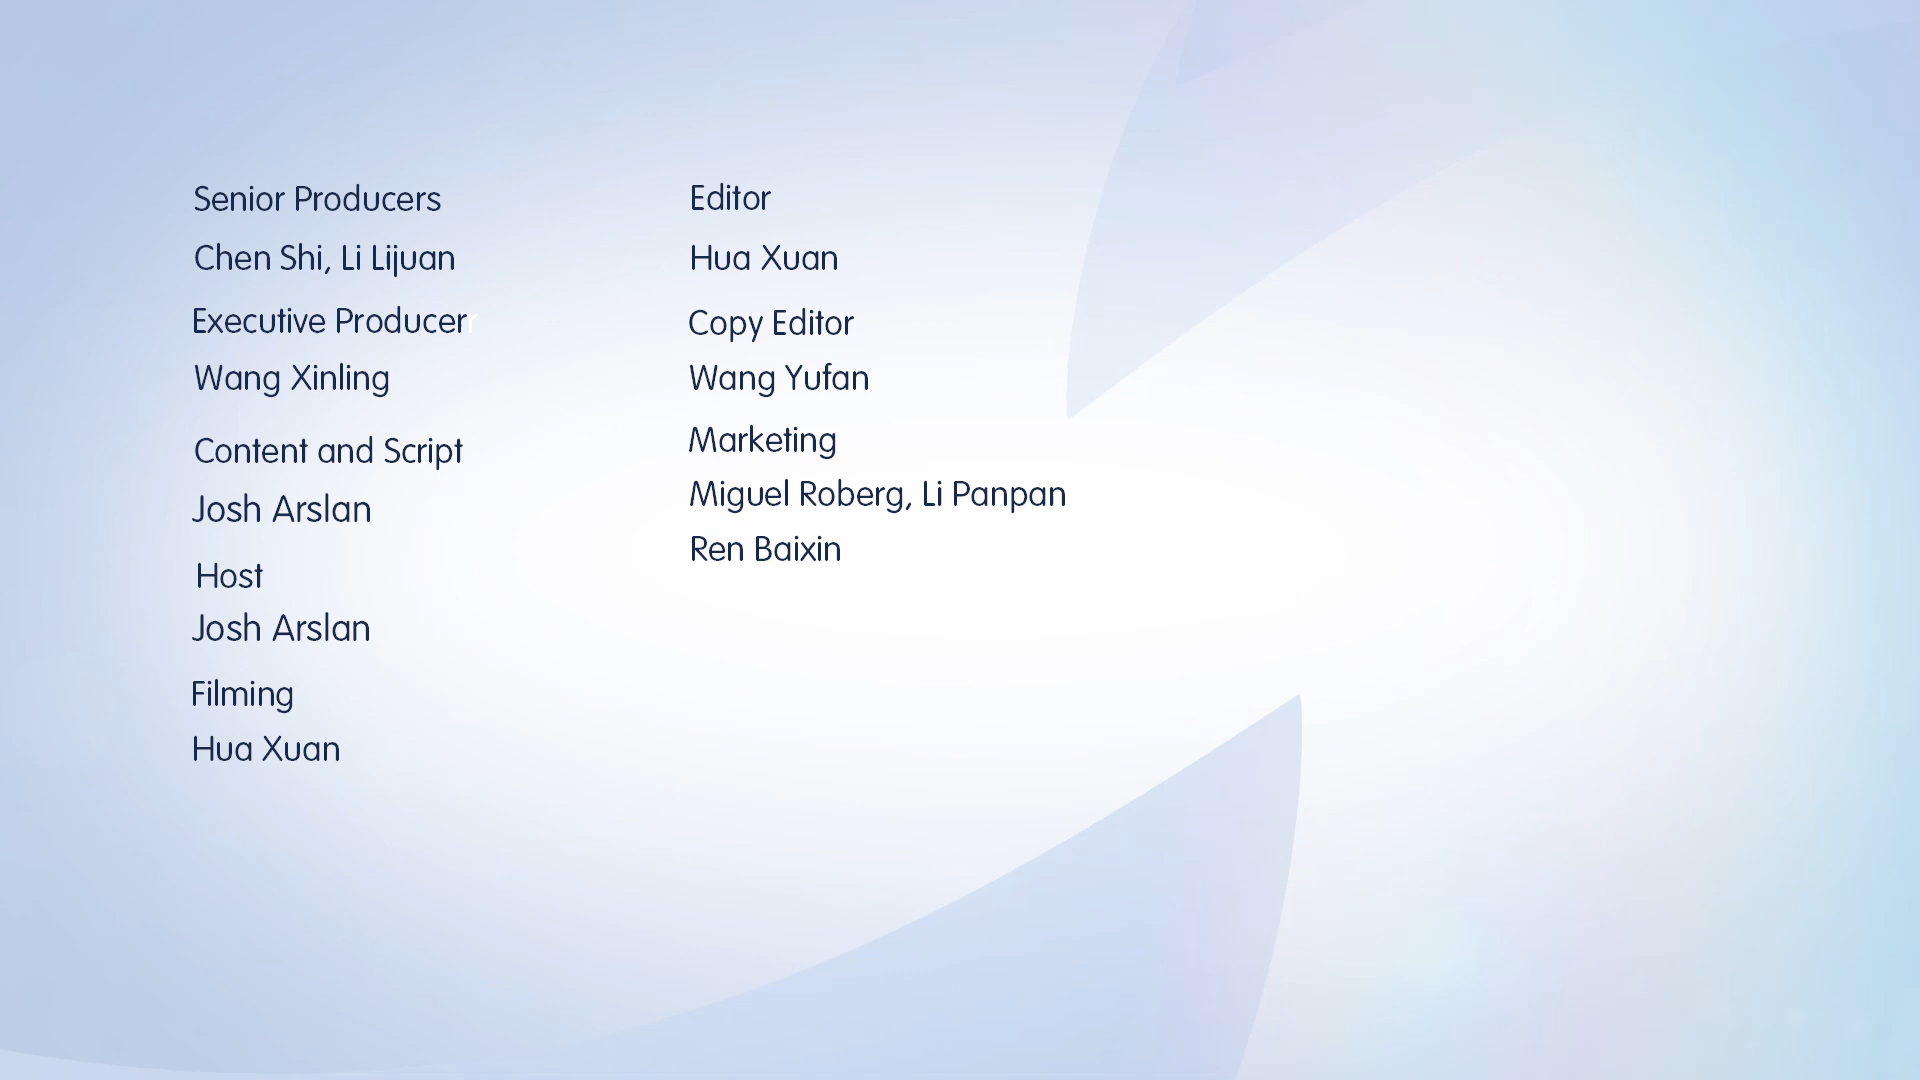 Senior Producers
Chen Shi, Li Lijuan
Executive Producer
Wang Xinling
Content and Script
Josh Arslan
Host
Josh Arslan
Filming
Hua Xuan
Editor
Hua Xuan
Copy Editor
Wang Yufan
Marketing
Miguel Roberg, Li Panpan
Ren Baixin